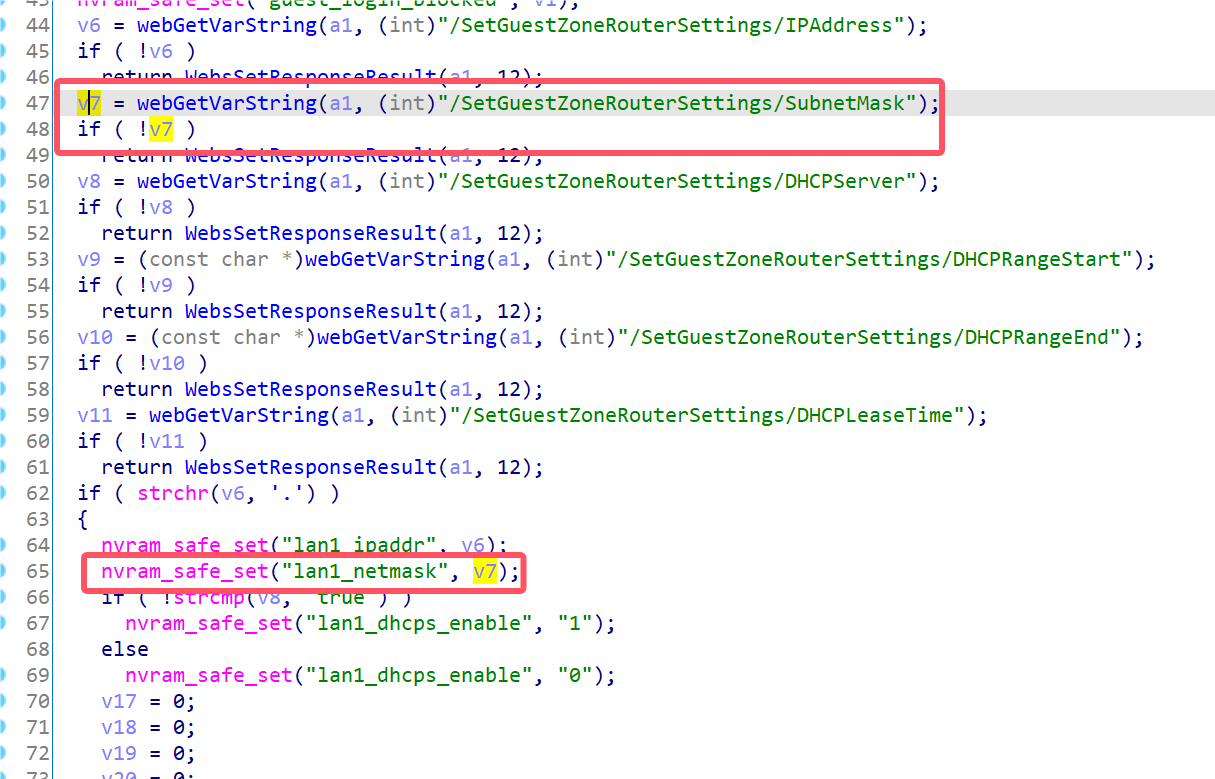 43 nvram_safe_set("guest_login_blocked", v1);
44 v6 = webGetVarString(a1, (int)"/SetGuestZoneRouterSettings/IPAddress");
45 if ( !v6 )
46 return WebsSetResponseResult(a1, 12);
47 v7 = webGetVarString(a1, (int)"/SetGuestZoneRouterSettings/SubnetMask");
48 if ( !v7 )
49 return WebsSetResponseResult(a1, 12);
50 v8 = webGetVarString(a1, (int)"/SetGuestZoneRouterSettings/DHCPServer");
51 if ( !v8 )
52 return WebsSetResponseResult(a1, 12);
53 v9 = (const char *)webGetVarString(a1, (int)"/SetGuestZoneRouterSettings/DHCPRangeStart");
54 if ( !v9 )
55 return WebsSetResponseResult(a1, 12);
56 v10 = (const char *)webGetVarString(a1, (int)"/SetGuestZoneRouterSettings/DHCPRangeEnd");
57 if ( !v10 )
58 return WebsSetResponseResult(a1, 12);
59 v11 = webGetVarString(a1, (int)"/SetGuestZoneRouterSettings/DHCPLeaseTime");
60 if ( !v11 )
61 return WebsSetResponseResult(a1, 12);
62 if ( strchr(v6, '.') )
63 {
64 nvram_safe_set("lan1_ipaddr", v6);
65 nvram_safe_set("lan1_netmask", v7);
66 if ( !strcmp(v8, "true") )
67 nvram_safe_set("lan1_dhcps_enable", "1");
68 else
69 nvram_safe_set("lan1_dhcps_enable", "0");
70 v17 = 0;
71 v18 = 0;
72 v19 = 0;
73 v20 = 0;